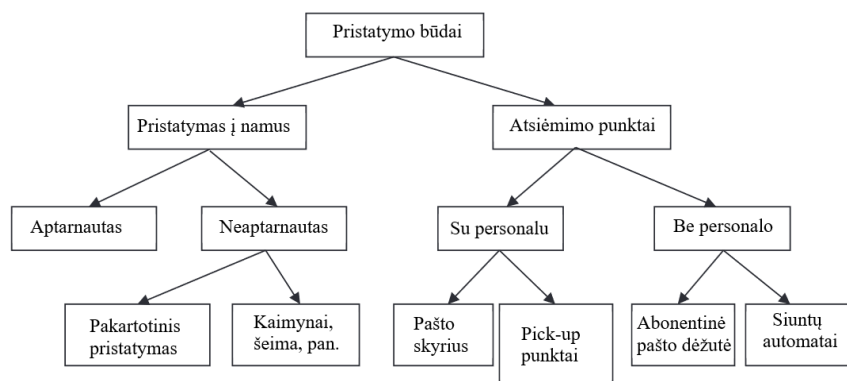 Pristatymo būdai
Pristatymas į namus
Atsiėmimo punktai
Aptarnautas
Neaptarnautas
Su personalu
Be personalo
Pakartotinis
pristatymas
Kaimynai,
šeima, pan.
Pašto
skyrius
Pick-up
punktai
Abonentinė
pašto dėžutė
Siuntų
automatai